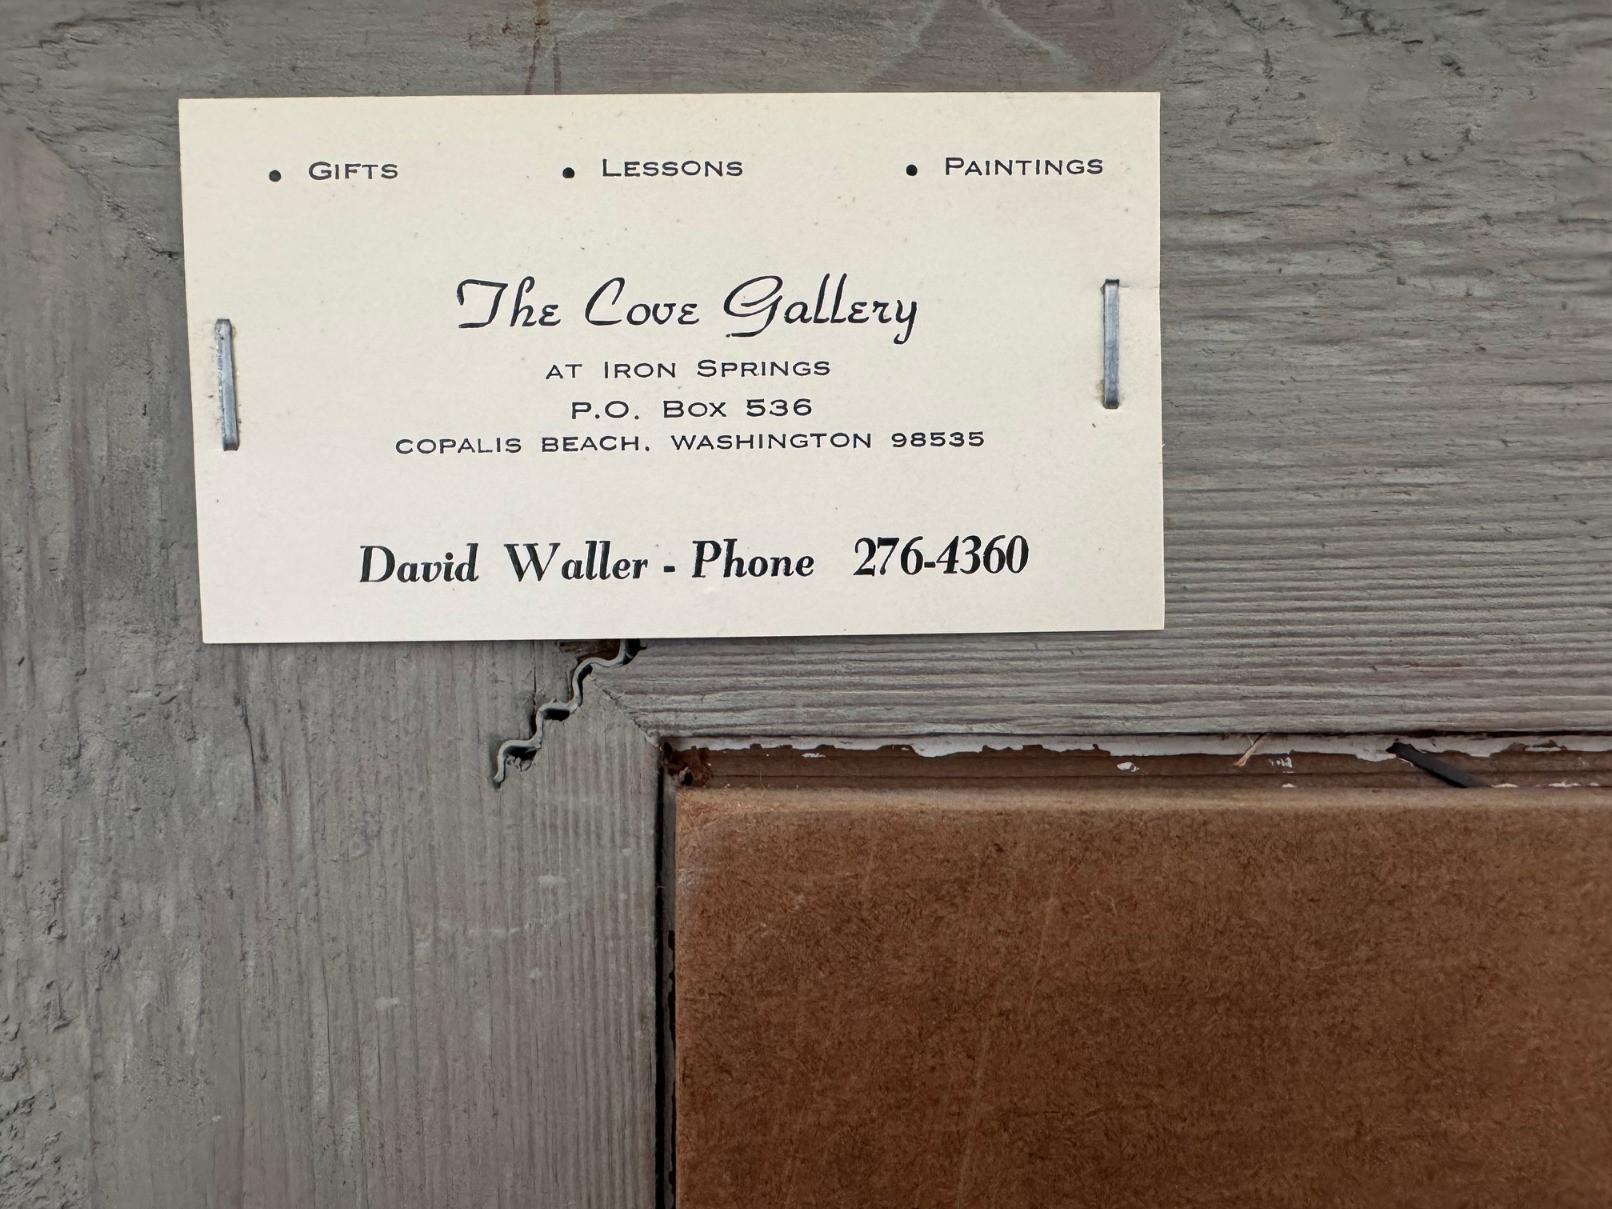 • GIFTS • LESSONS • PAINTINGS
The Cove Gallery
AT IRON SPRINGS
P.O. BOX 536
COPALIS BEACH, WASHINGTON 98535
David Waller - Phone 276-4360